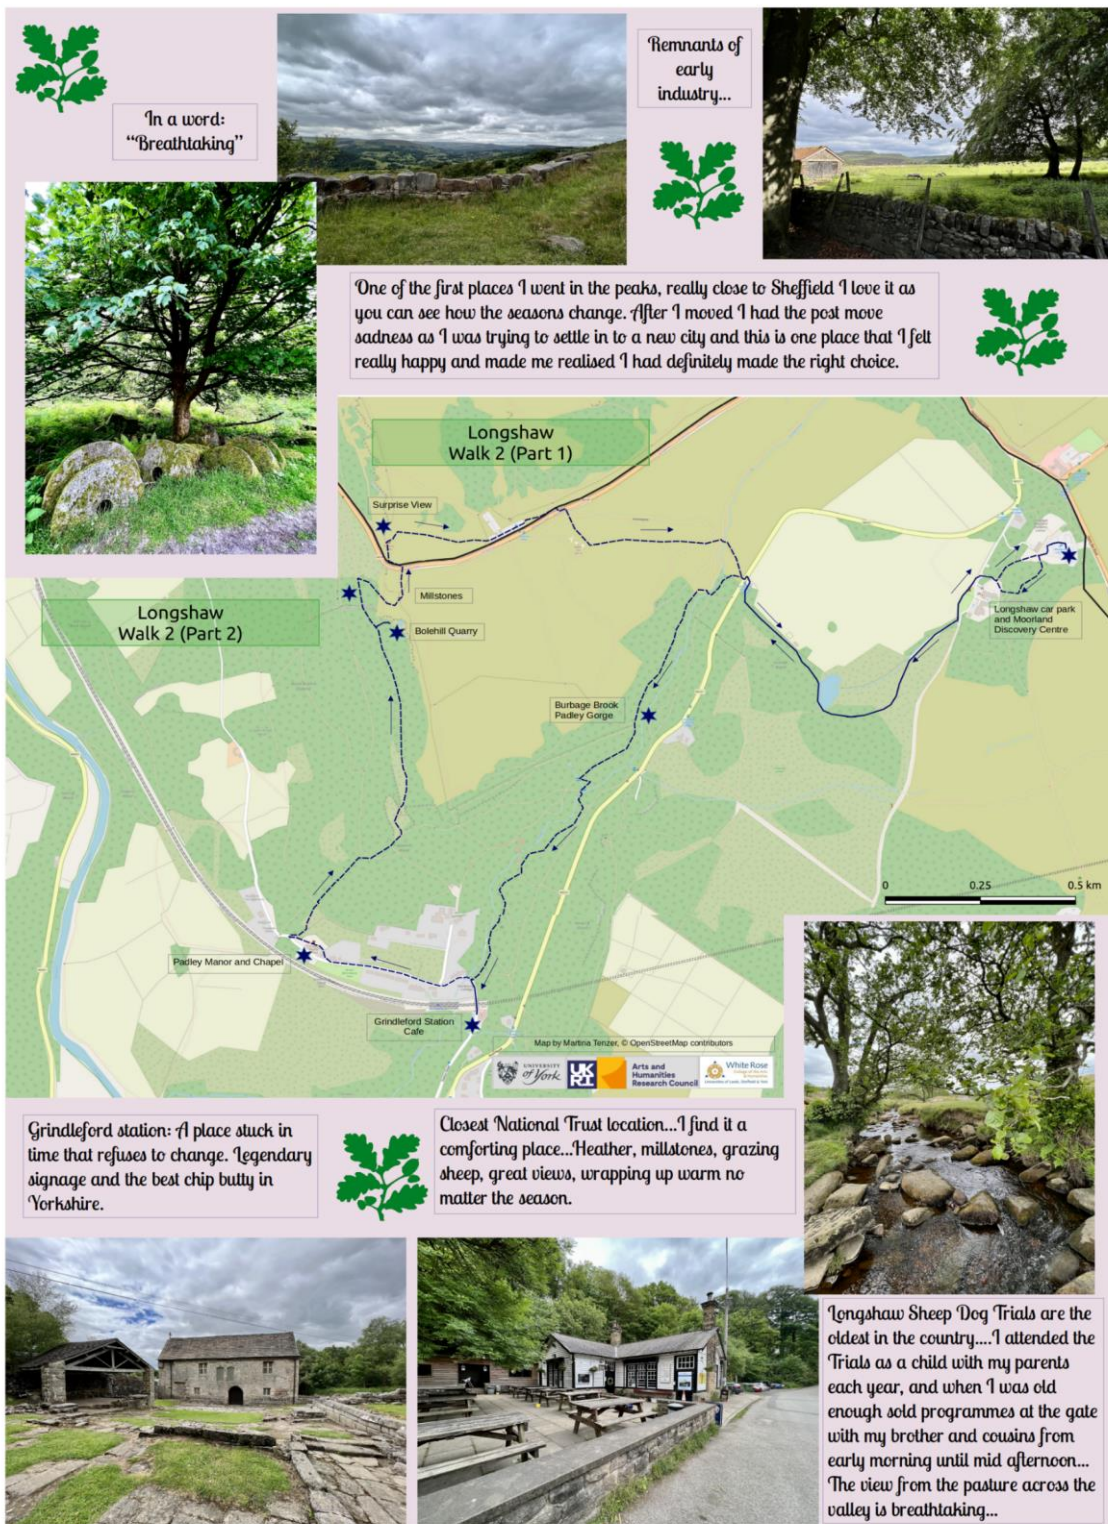 In a word:
“Breathtaking”
Remnants of
early
industry...
One of the first places I went in the peaks, really close to Sheffield I love it as
you can see how the seasons change. After I moved I had the post move
sadness as I was trying to settle in to a new city and this is one place that I felt
really happy and made me realised I had definitely made the right choice.
Longshaw
Walk 2 (Part 1)
Surprise View
Millstones
Longshaw
Walk 2 (Part 2)
Bolehill Quarry
Longshaw car park
and Moorland
Discovery Centre
Burbage Brook
Padley Gorge
0 0.25 0.5 km
Padley Manor and Chapel
Grindleford Station
Cafe
Map by Martina Tenzer, © OpenStreetMap contributors
UNIVERSITY
of York
UK
RI
Arts and
Humanities
Research Council
White Rose
Grindleford station: A place stuck in
time that refuses to change. Legendary
signage and the best chip butty in
Yorkshire.
Closest National Trust location...I find it a
comforting place...Heather, millstones, grazing
sheep, great views, wrapping up warm no
matter the season.
Longshaw Sheep Dog Trials are the
oldest in the country....I attended the
Trials as a child with my parents
each year, and when I was old
enough sold programmes at the gate
with my brother and cousins from
early morning until mid afternoon...
The view from the pasture across the
valley is breathtaking...